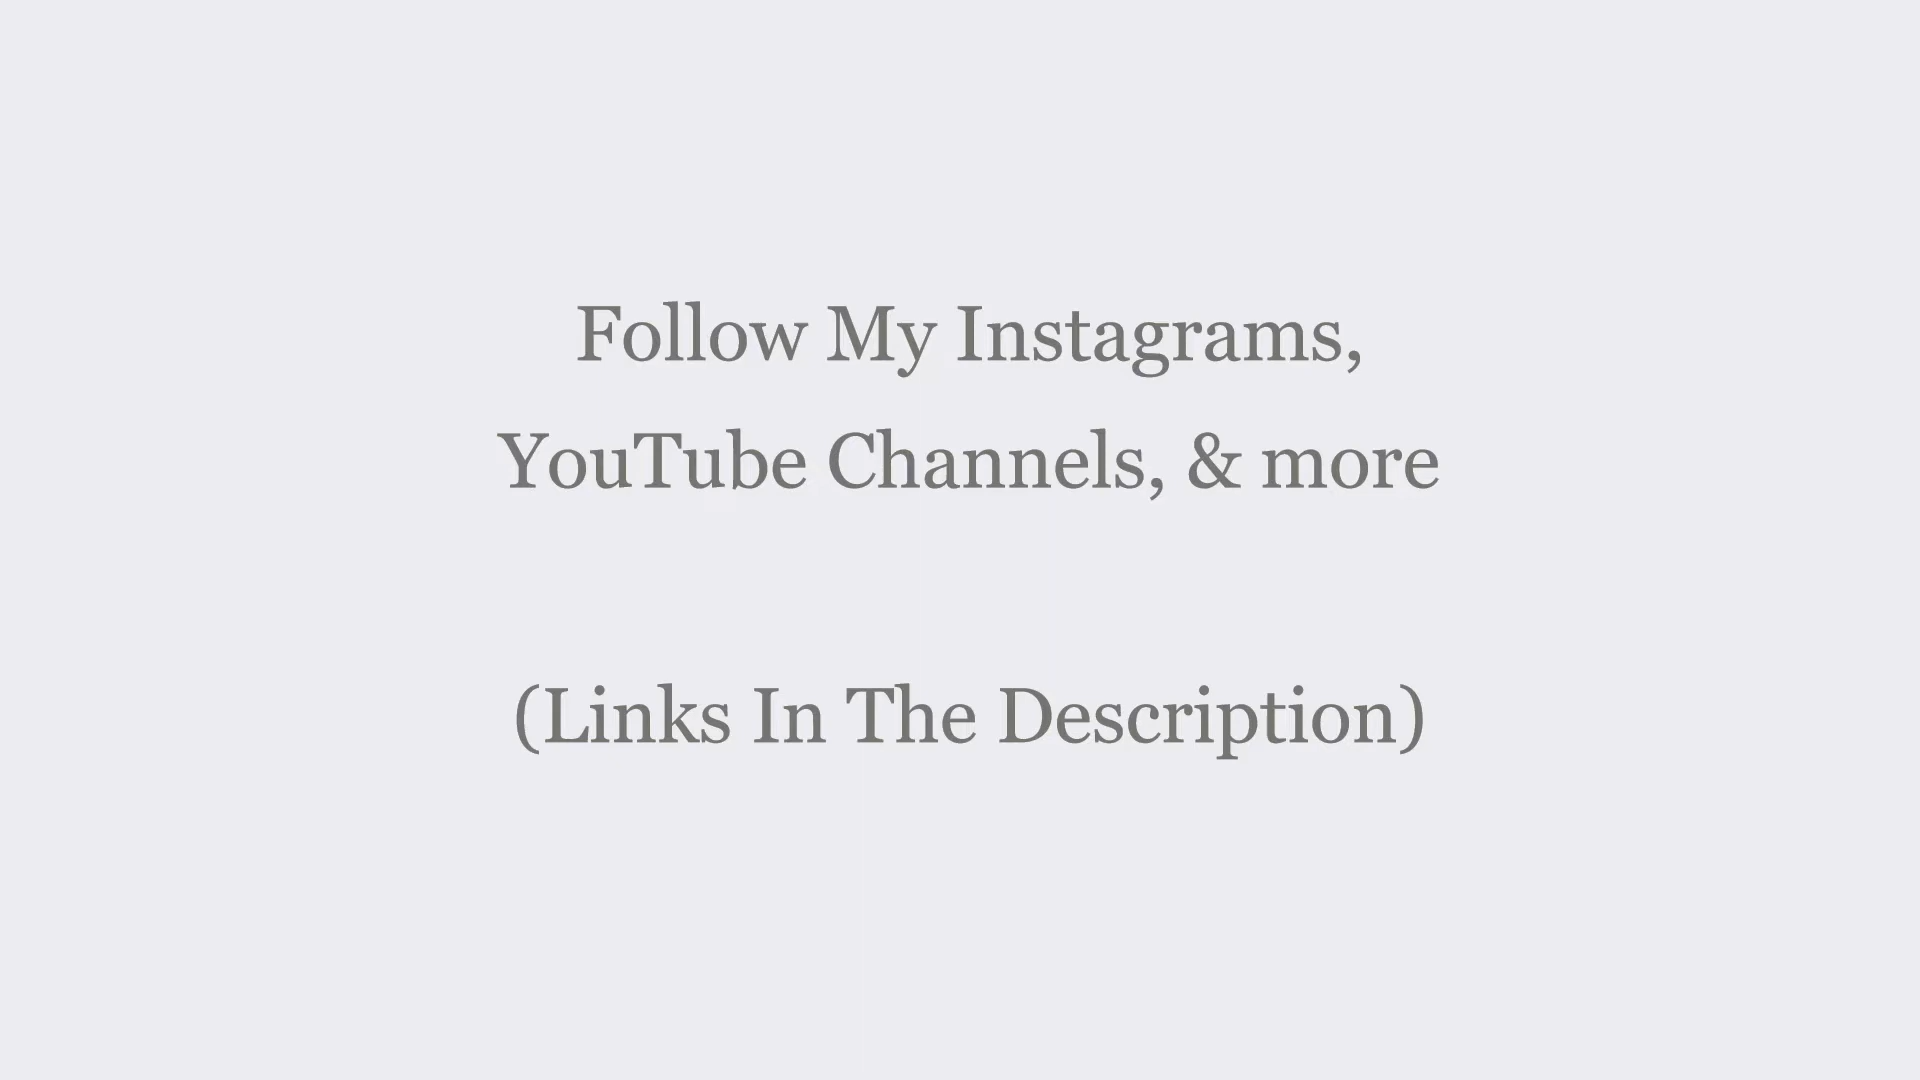 Follow My Instagrams,
YouTube Channels, & more
(Links In The Description)